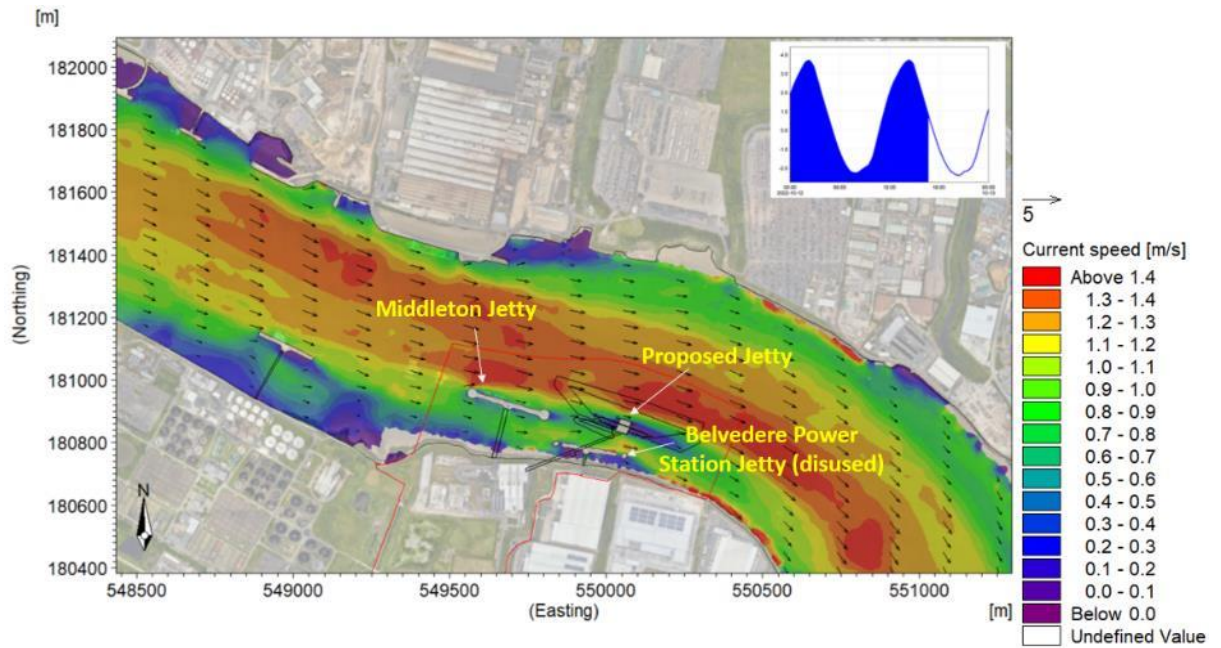 [m]
182000
181800
181600
181400
181200
181000
180800
180600
180400
(Northing)
548500
549000
549500
550000
550500
551000
(Easting)
[m]
Middleton Jetty
Proposed Jetty
Belvedere Power
Station Jetty (disused)
N
5
Current speed [m/s]
Above 1.4
1.3 - 1.4
1.2 - 1.3
1.1 - 1.2
1.0 - 1.1
0.9 - 1.0
0.8 - 0.9
0.7 - 0.8
0.6 - 0.7
0.5 - 0.6
0.4 - 0.5
0.3 - 0.4
0.2 - 0.3
0.1 - 0.2
0.0 - 0.1
Below 0.0
Undefined Value